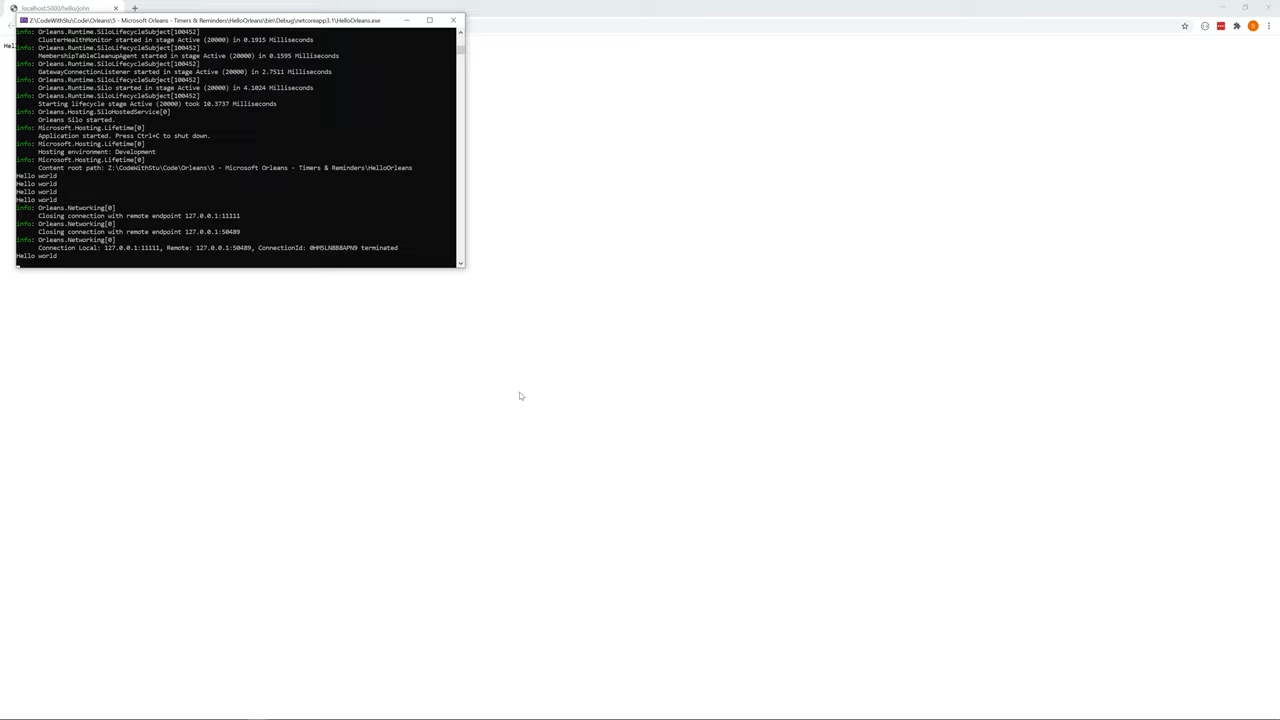 localhost:5000/hello/john
Z:\CodeWithStu\Code\Orleans\5 - Microsoft Orleans - Timers & Reminders\HelloOrleans\bin\Debug\netcoreapp3.1\HelloOrleans.exe
Hel
info: Orleans.Runtime.SiloLifecycleSubject[100452]
ClusterHealthMonitor started in stage Active (20000) in 0.1915 Milliseconds
info: Orleans.Runtime.SiloLifecycleSubject[100452]
MembershipTableCleanupAgent started in stage Active (20000) in 0.1595 Milliseconds
info: Orleans.Runtime.SiloLifecycleSubject[100452]
GatewayConnectionListener started in stage Active (20000) in 2.7511 Milliseconds
info: Orleans.Runtime.SiloLifecycleSubject[100452]
Orleans.Runtime.Silo started in stage Active (20000) in 4.1024 Milliseconds
info: Orleans.Runtime.SiloLifecycleSubject[100452]
Starting lifecycle stage Active (20000) took 10.3737 Milliseconds
info: Orleans.Hosting.SiloHostedService[0]
Orleans Silo started.
info: Microsoft.Hosting.Lifetime[0]
Application started. Press Ctrl+C to shut down.
info: Microsoft.Hosting.Lifetime[0]
Hosting environment: Development
info: Microsoft.Hosting.Lifetime[0]
Content root path: Z:\CodeWithStu\Code\Orleans\5 - Microsoft Orleans - Timers & Reminders\HelloOrleans
Hello world
Hello world
Hello world
Hello world
info: Orleans.Networking[0]
Closing connection with remote endpoint 127.0.0.1:11111
info: Orleans.Networking[0]
Closing connection with remote endpoint 127.0.0.1:50489
info: Orleans.Networking[0]
Connection Local: 127.0.0.1:11111, Remote: 127.0.0.1:50489, ConnectionId: 0HM5LN8B8APN9 terminated
Hello world